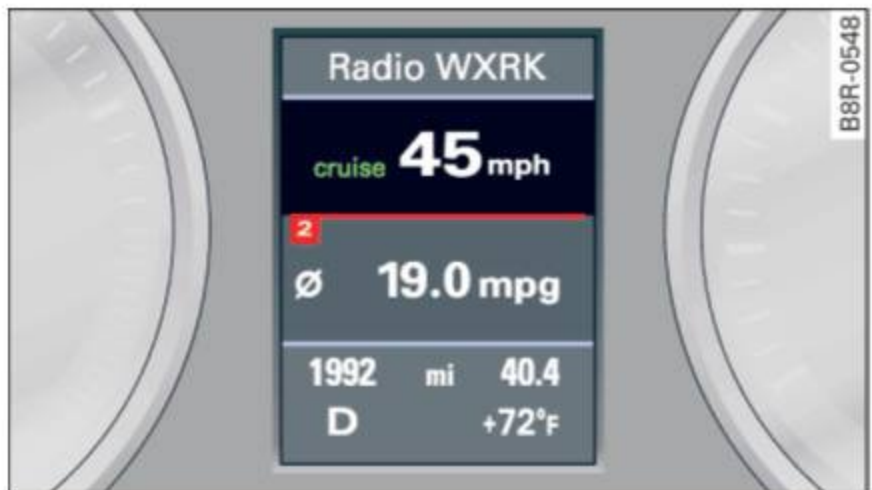 Radio WXRK
cruise 45 mph
2
Ø 19.0 mpg
1992 mi 40.4
D +72°F
B8R-0548